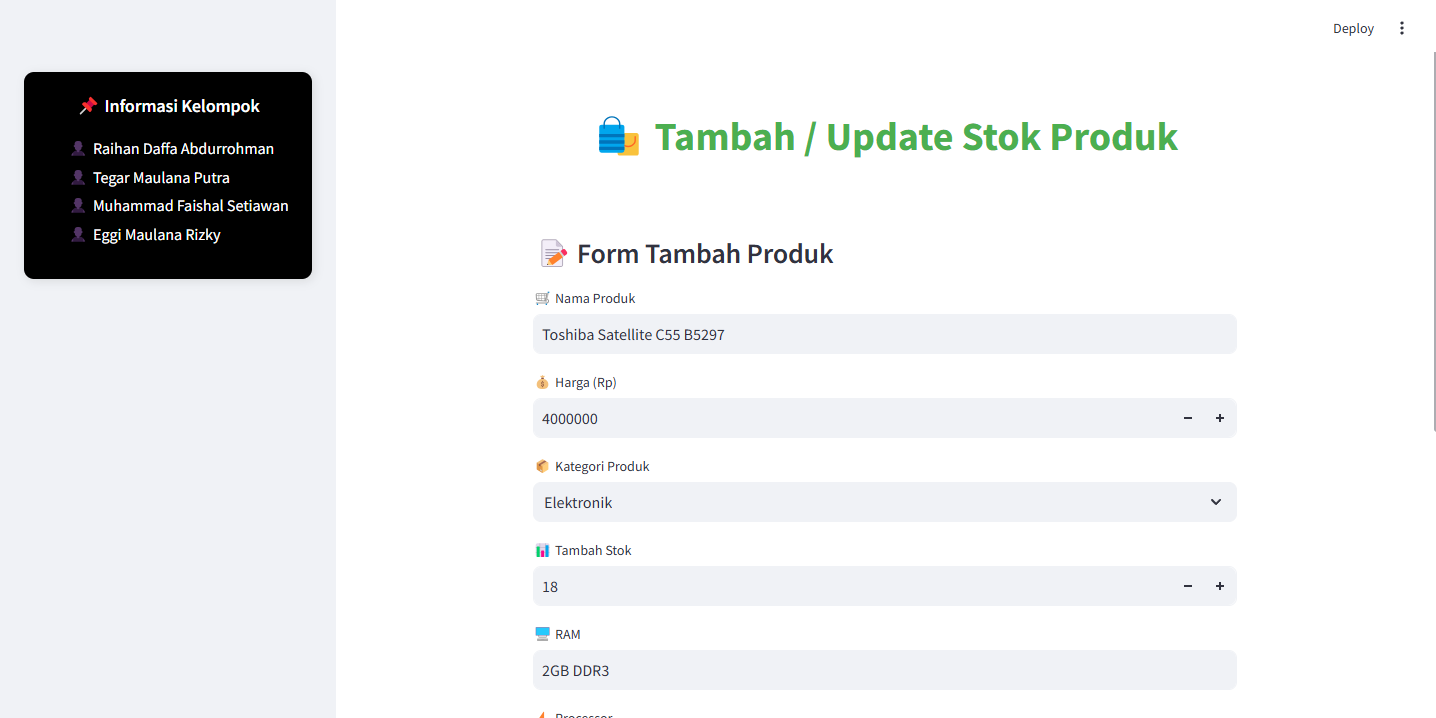 Deploy
Informasi Kelompok
Raihan Daffa Abdurrohman
Tegar Maulana Putra
Muhammad Faishal Setiawan
Eggi Maulana Rizky
Tambah / Update Stok Produk
Form Tambah Produk
Nama Produk
Toshiba Satellite C55 B5297
Harga (Rp)
4000000
Kategori Produk
Elektronik
Tambah Stok
18
RAM
2GB DDR3
Processor